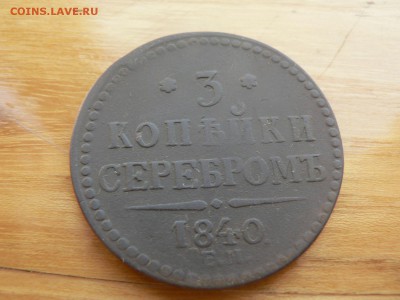 COINS.LAVE.RU
* 3 *
КОПѢЙКИ
СЕРЕБРОМЪ
1840
Е.М.